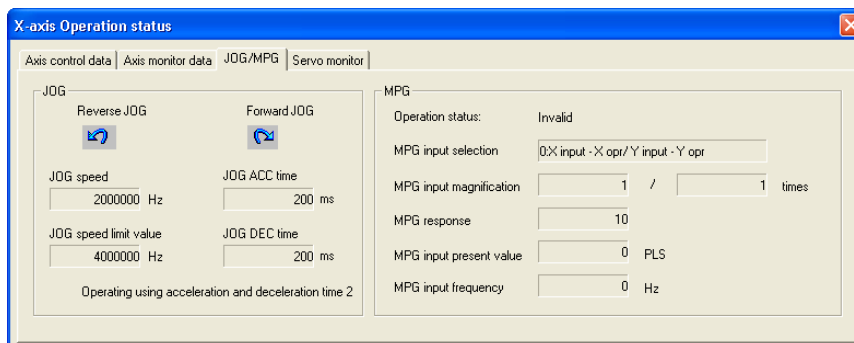 X-axis Operation status
Axis control data Axis monitor data JOG/MPG Servo monitor
JOG
Reverse JOG Forward JOG
JOG speed JOG ACC time
2000000 Hz 200 ms
JOG speed limit value JOG DEC time
4000000 Hz 200 ms
Operating using acceleration and deceleration time 2
MPG
Operation status: Invalid
MPG input selection 0:X input - X opr/ Y input - Y opr
MPG input magnification 1 / 1 times
MPG response 10
MPG input present value 0 PLS
MPG input frequency 0 Hz